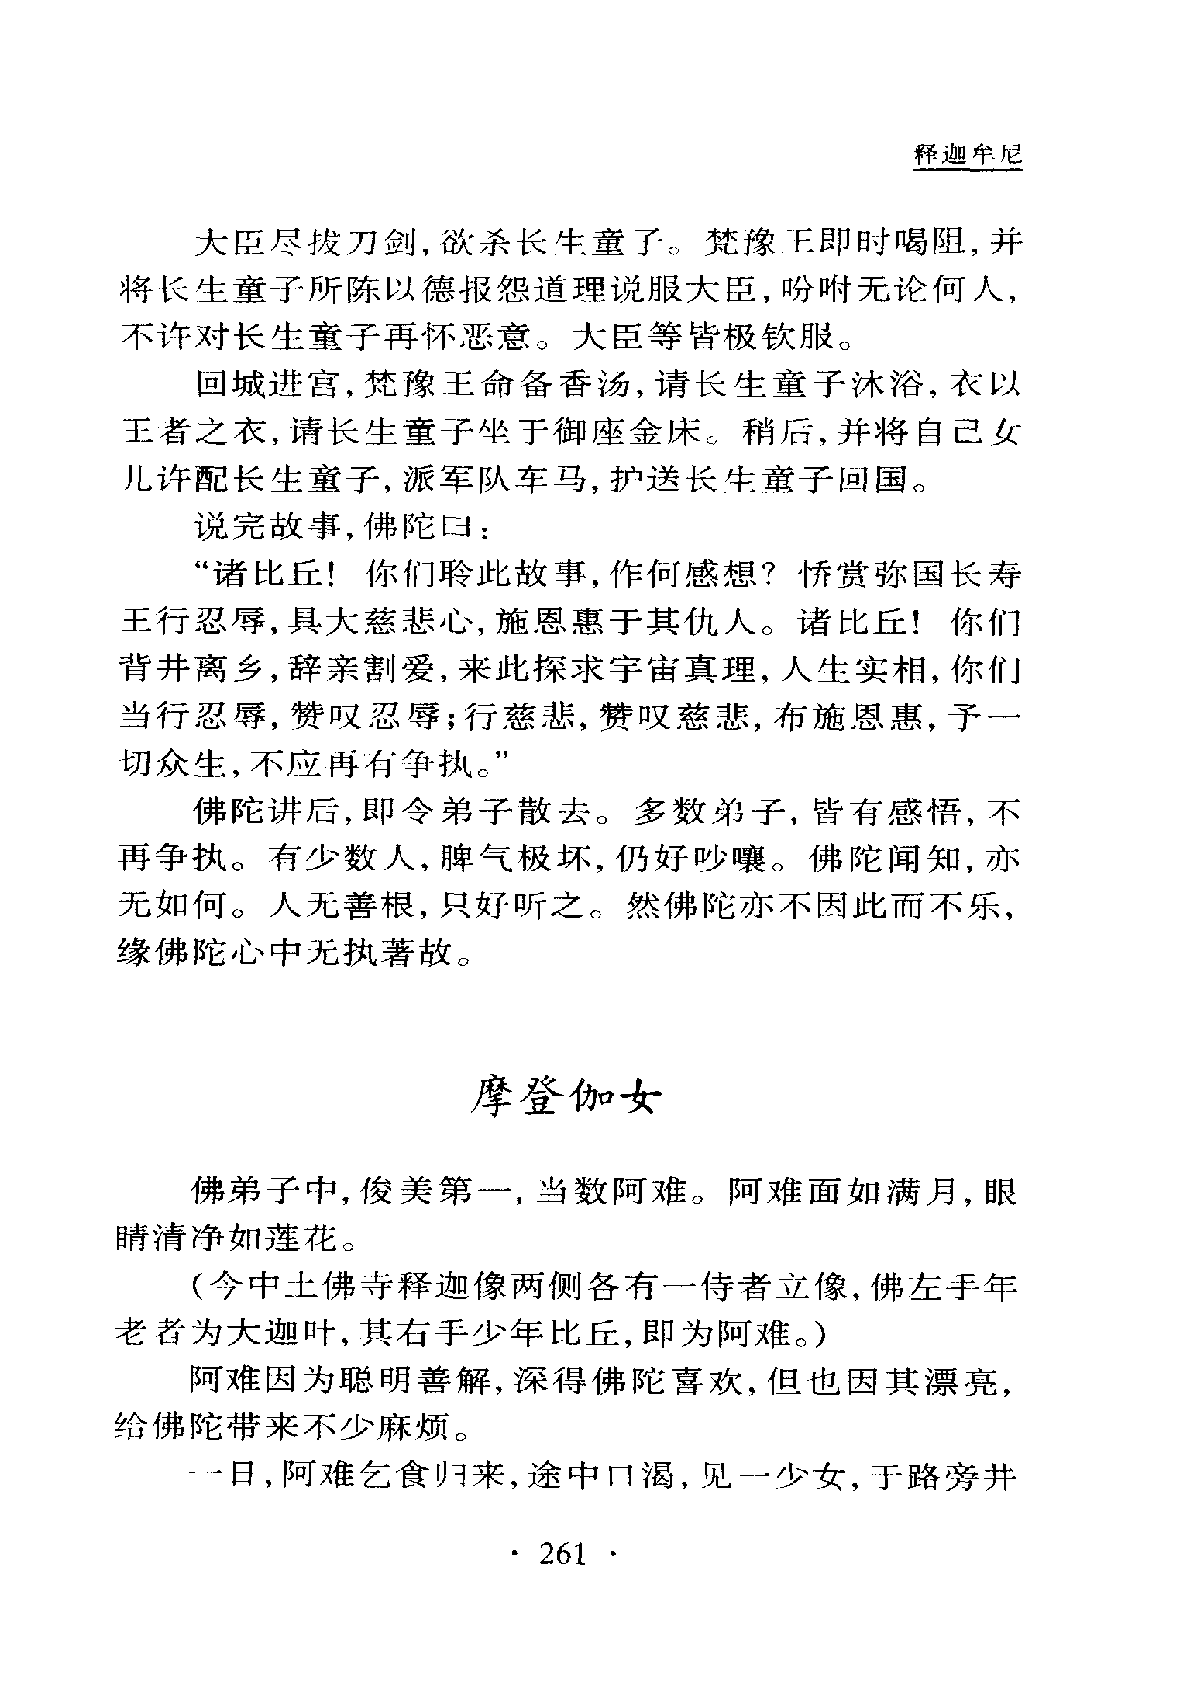 释迦牟尼
大臣尽拔刀剑,欲杀长生童子。梵豫王即时喝阻,并
将长生童子所陈以德报怨道理说服大臣,吩咐无论何人,
不许对长生童子再怀恶意。大臣等皆极钦服。
回城进宫,梵豫王命备香汤,请长生童子沐浴,衣以
王者之衣,请长生童子坐于御座金床。稍后,并将自己女
儿许配长生童子,派军队车马,护送长生童子回国。
说完故事,佛陀曰:
“诸比丘! 你们聆此故事,作何感想? 㤭赏弥国长寿
王行忍辱,具大慈悲心,施恩惠于其仇人。诸比丘! 你们
背井离乡,辞亲割爱,来此探求宇宙真理,人生实相,你们
当行忍辱,赞叹忍辱;行慈悲,赞叹慈悲,布施恩惠,予一
切众生,不应再有争执。”
佛陀讲后,即令弟子散去。多数弟子,皆有感悟,不
再争执。有少数人,脾气极坏,仍好吵嚷。佛陀闻知,亦
无如何。人无善根,只好听之。然佛陀亦不因此而不乐,
缘佛陀心中无执著故。
摩登伽女
佛弟子中,俊美第一,当数阿难。阿难面如满月,眼
睛清净如莲花。
(今中土佛寺释迦像两侧各有一侍者立像,佛左手年
老者为大迦叶,其右手少年比丘,即为阿难。)
阿难因为聪明善解,深得佛陀喜欢,但也因其漂亮,
给佛陀带来不少麻烦。
一日,阿难乞食归来,途中口渴,见一少女,于路旁井
· 261 ·